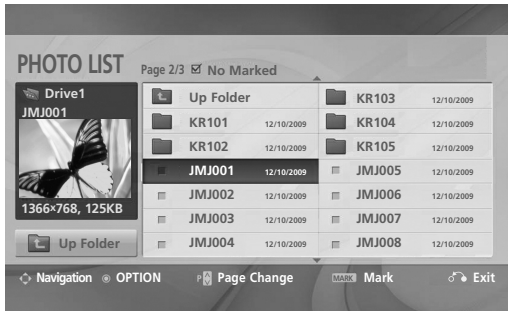 PHOTO LIST Page 2/3 No Marked
Drive1
JMJ001
1366×768, 125KB
Up Folder
Up Folder
KR101 12/10/2009
KR102 12/10/2009
JMJ001 12/10/2009
JMJ002 12/10/2009
JMJ003 12/10/2009
JMJ004 12/10/2009
KR103 12/10/2009
KR104 12/10/2009
KR105 12/10/2009
JMJ005 12/10/2009
JMJ006 12/10/2009
JMJ007 12/10/2009
JMJ008 12/10/2009
Navigation OPTION P Page Change MARK Mark Exit